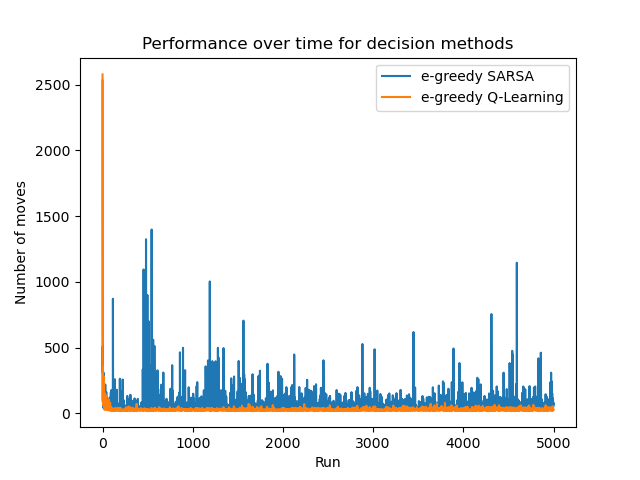 Performance over time for decision methods
e-greedy SARSA
e-greedy Q-Learning
Number of moves
2500
2000
1500
1000
500
0
0 1000 2000 3000 4000 5000
Run